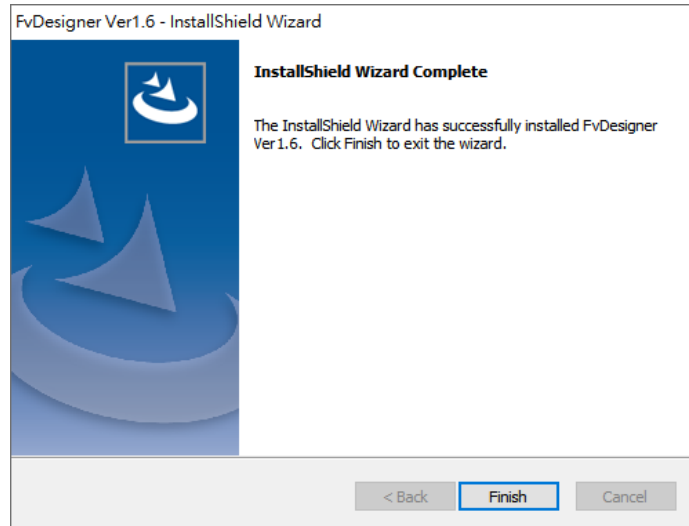 FvDesigner Ver1.6 - InstallShield Wizard
InstallShield Wizard Complete
The InstallShield Wizard has successfully installed FvDesigner
Ver1.6. Click Finish to exit the wizard.
< Back
Finish
Cancel